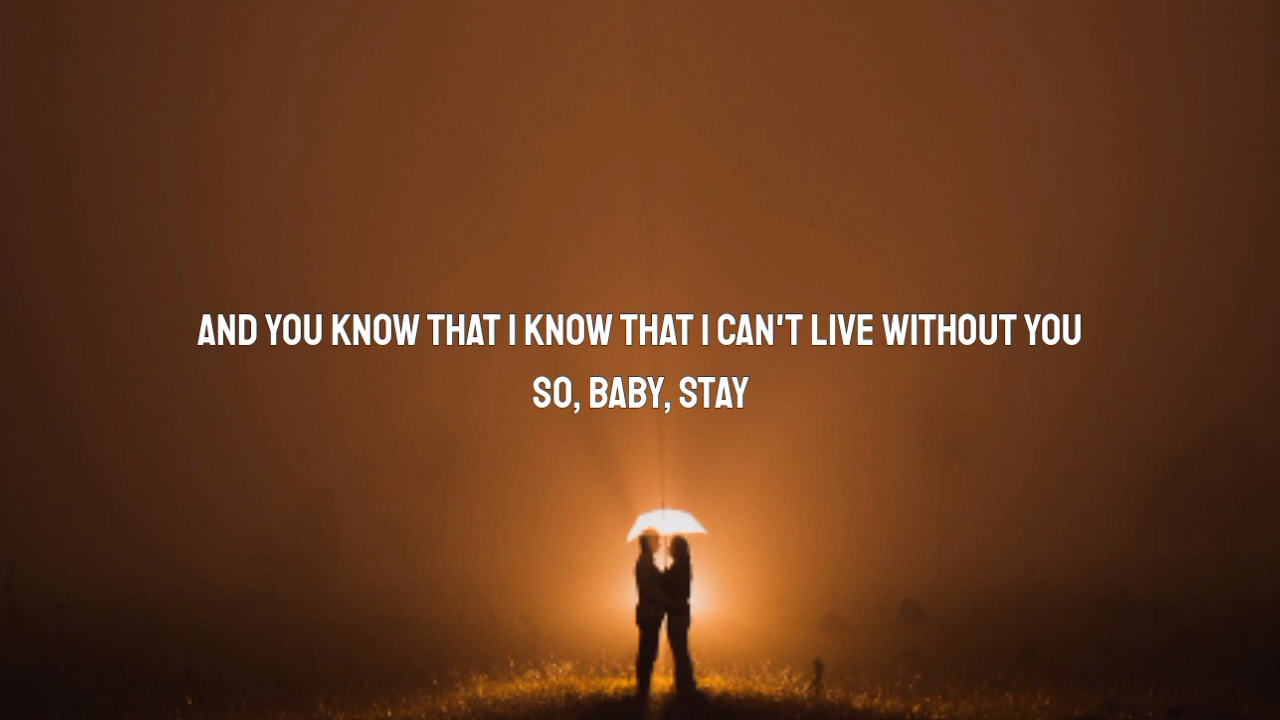 AND YOU KNOW THAT I KNOW THAT I CAN'T LIVE WITHOUT YOU
SO, BABY, STAY